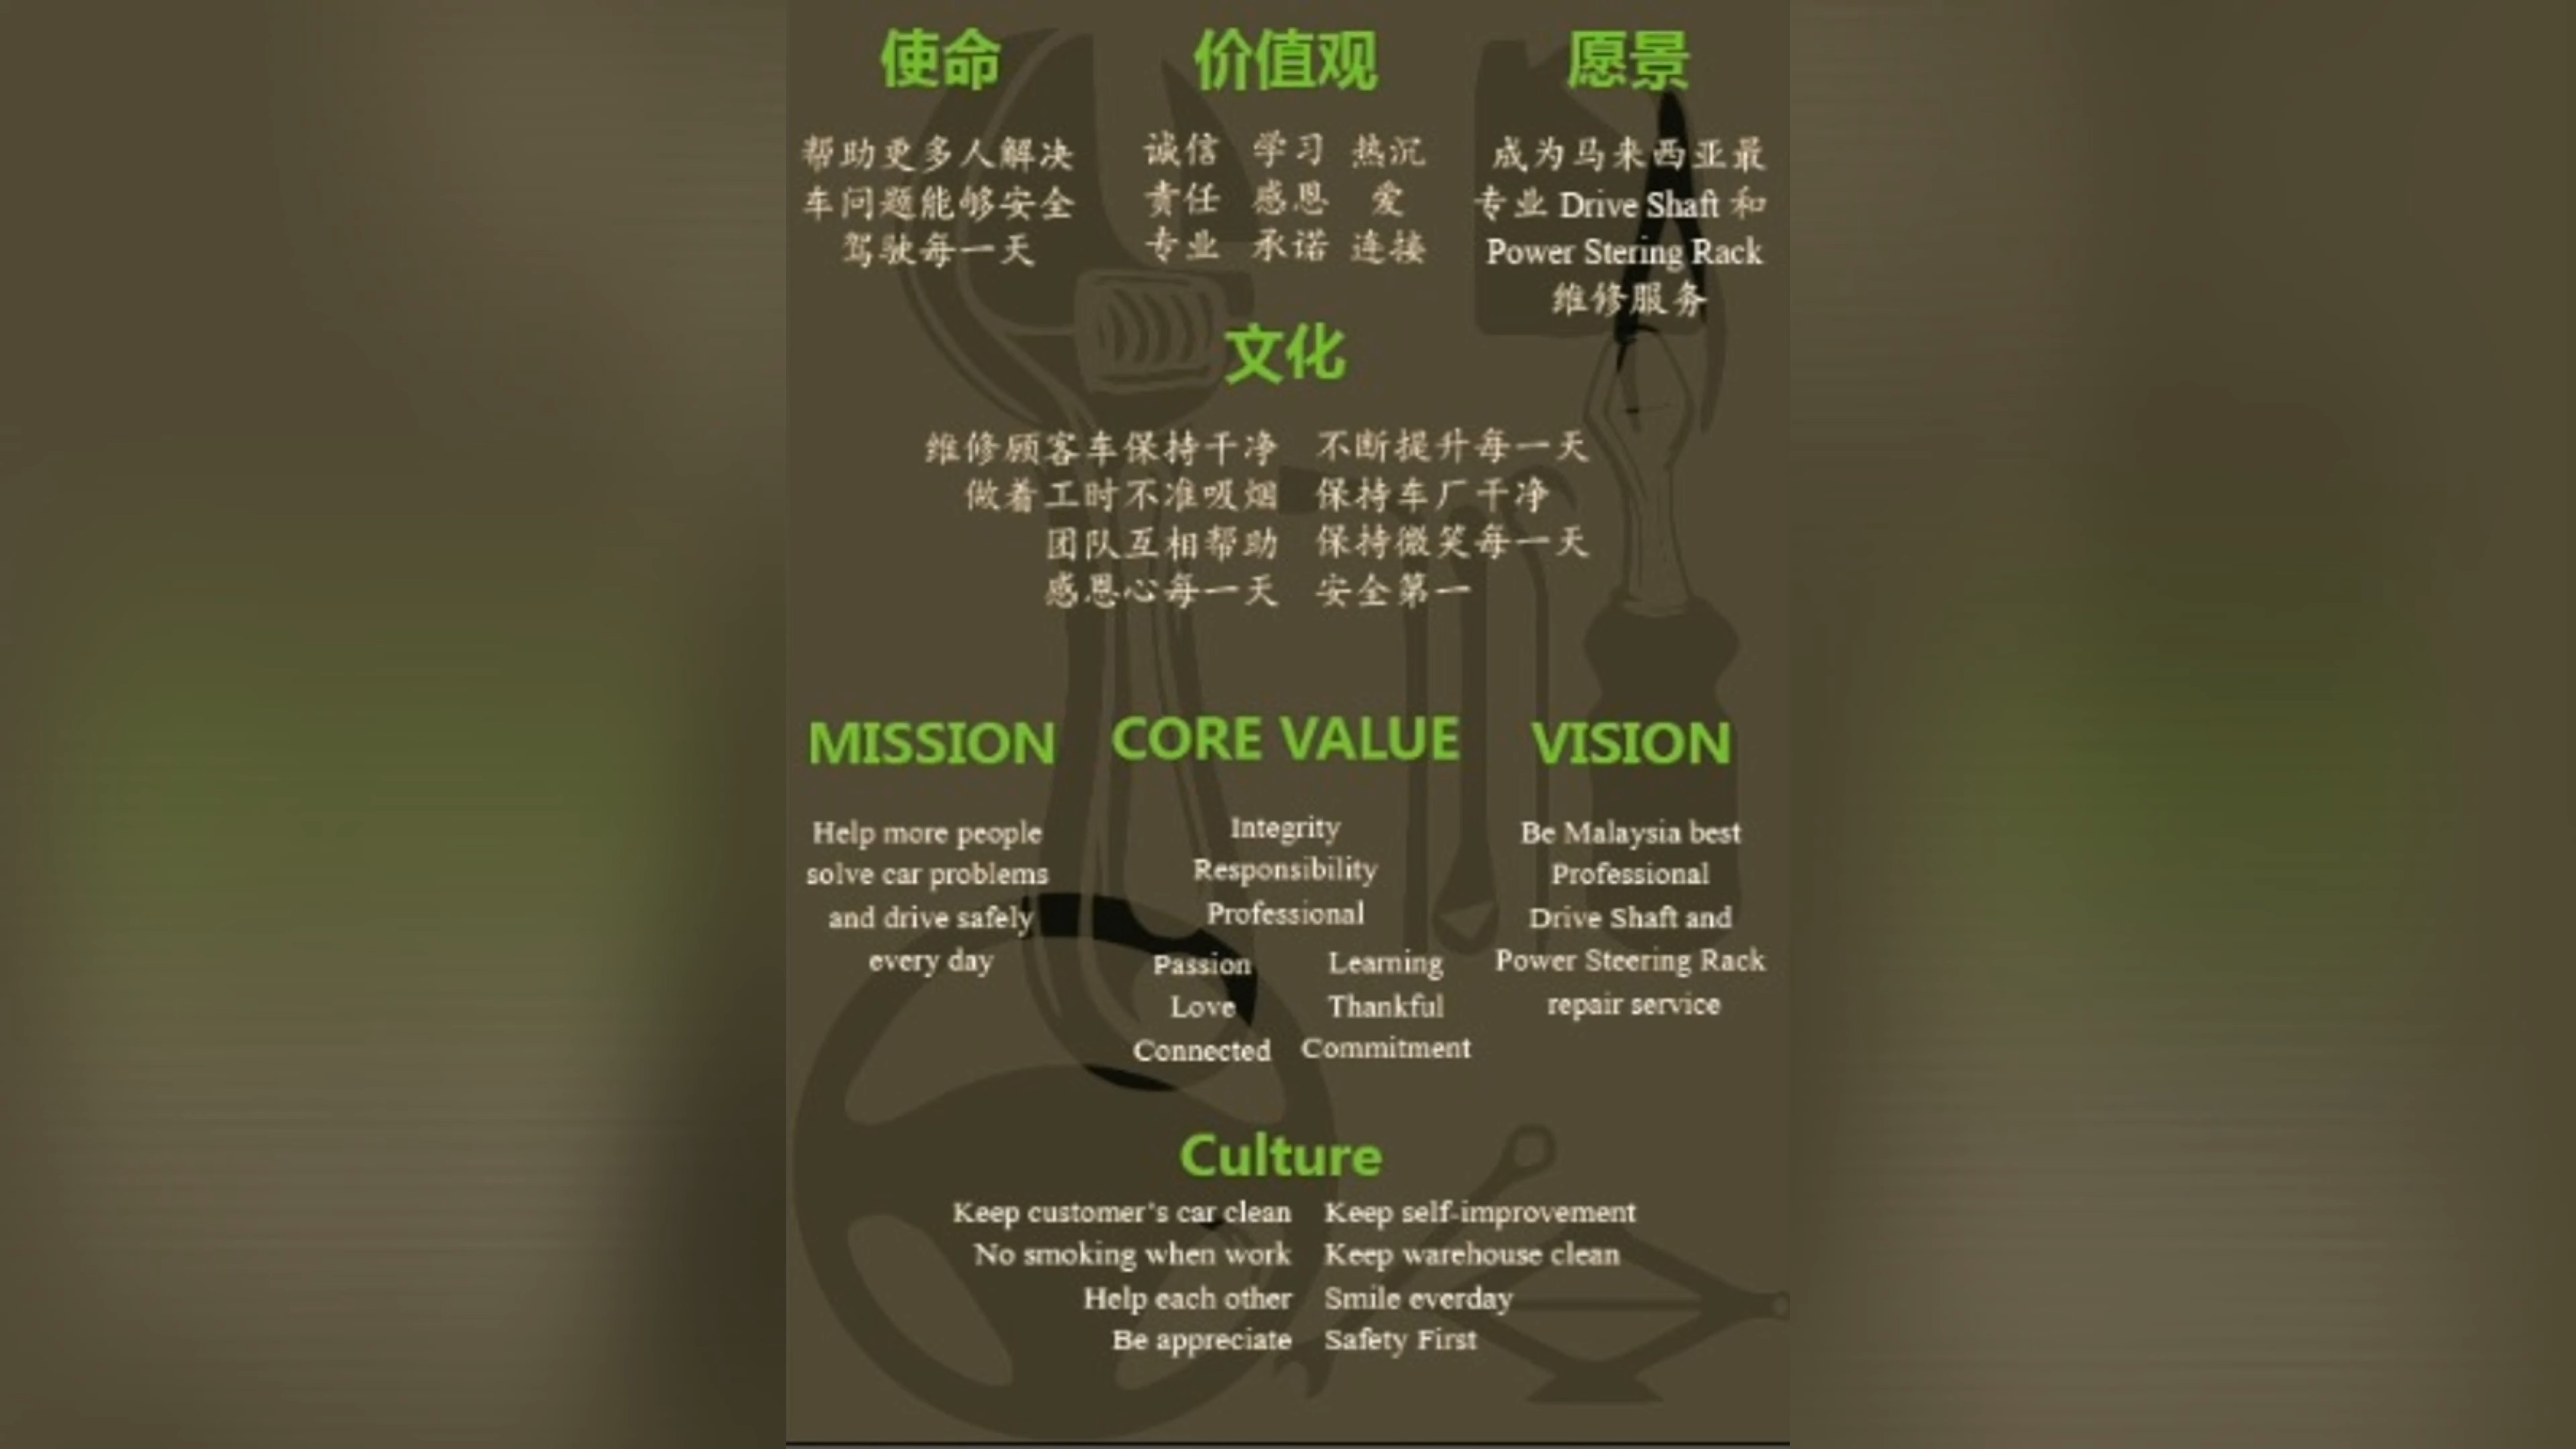 使命
帮助更多人解决
车问题能够安全
驾驶每一天
价值观
诚信 学习 热沉
责任 感恩 爱
专业 承诺 连接
愿景
成为马来西亚最
专业 Drive Shaft 和
Power Stering Rack
维修服务
文化
维修顾客车保持干净 不断提升每一天
做着工时不准吸烟 保持车厂干净
团队互相帮助 保持微笑每一天
感恩心每一天 安全第一
MISSION
Help more people
solve car problems
and drive safely
every day
CORE VALUE
Integrity
Responsibility
Professional
Passion Learning
Love Thankful
Connected Commitment
VISION
Be Malaysia best
Professional
Drive Shaft and
Power Steering Rack
repair service
Culture
Keep customer's car clean Keep self-improvement
No smoking when work Keep warehouse clean
Help each other Smile everday
Be appreciate Safety First